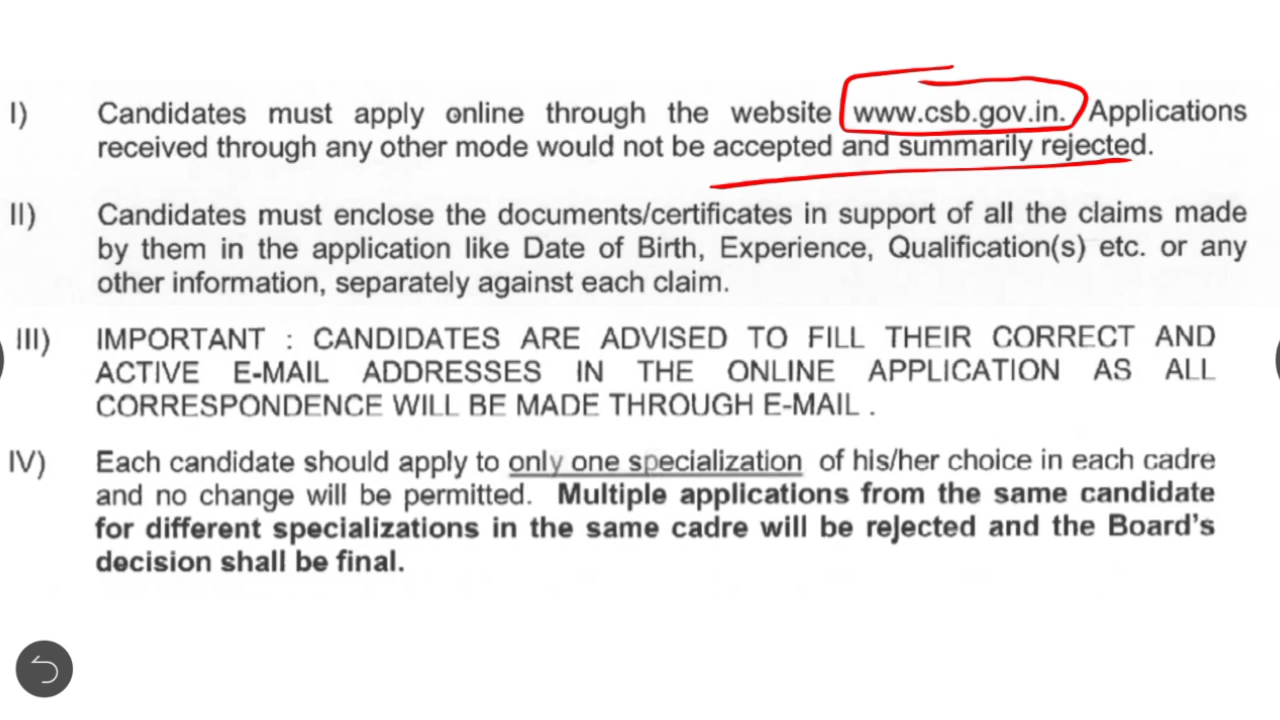 I) Candidates must apply online through the website www.csb.gov.in. Applications
received through any other mode would not be accepted and summarily rejected.
II) Candidates must enclose the documents/certificates in support of all the claims made
by them in the application like Date of Birth, Experience, Qualification(s) etc. or any
other information, separately against each claim.
III) IMPORTANT : CANDIDATES ARE ADVISED TO FILL THEIR CORRECT AND
ACTIVE E-MAIL ADDRESSES IN THE ONLINE APPLICATION AS ALL
CORRESPONDENCE WILL BE MADE THROUGH E-MAIL .
IV) Each candidate should apply to only one specialization of his/her choice in each cadre
and no change will be permitted. Multiple applications from the same candidate
for different specializations in the same cadre will be rejected and the Board's
decision shall be final.